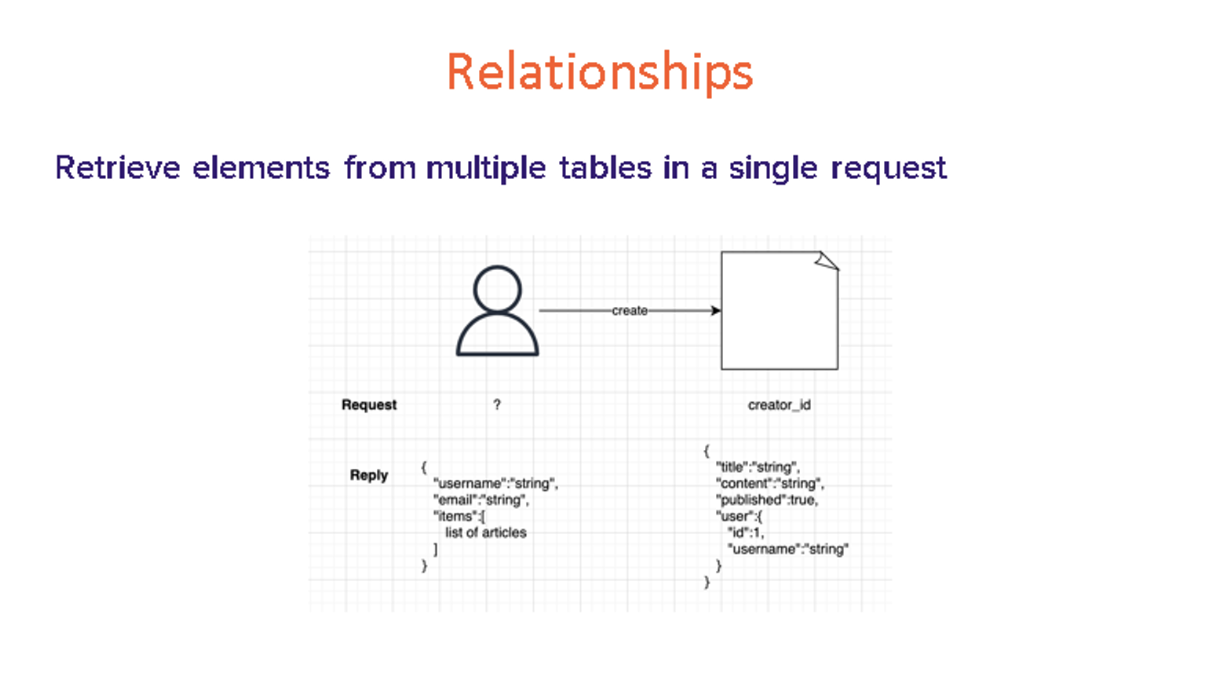 Relationships
Retrieve elements from multiple tables in a single request
create
Request ? creator_id
Reply
{
"username":"string",
"email":"string",
"items":[
list of articles
]
}
{
"title":"string",
"content":"string",
"published":true,
"user":{
"id":1,
"username":"string"
}
}